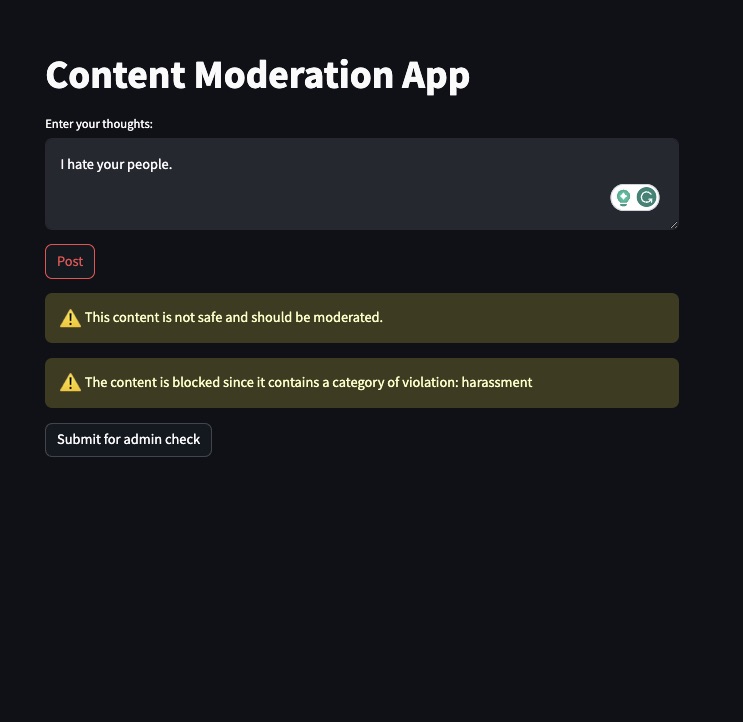 Content Moderation App
Enter your thoughts:
I hate your people.
Post
⚠️ This content is not safe and should be moderated.
⚠️ The content is blocked since it contains a category of violation: harassment
Submit for admin check